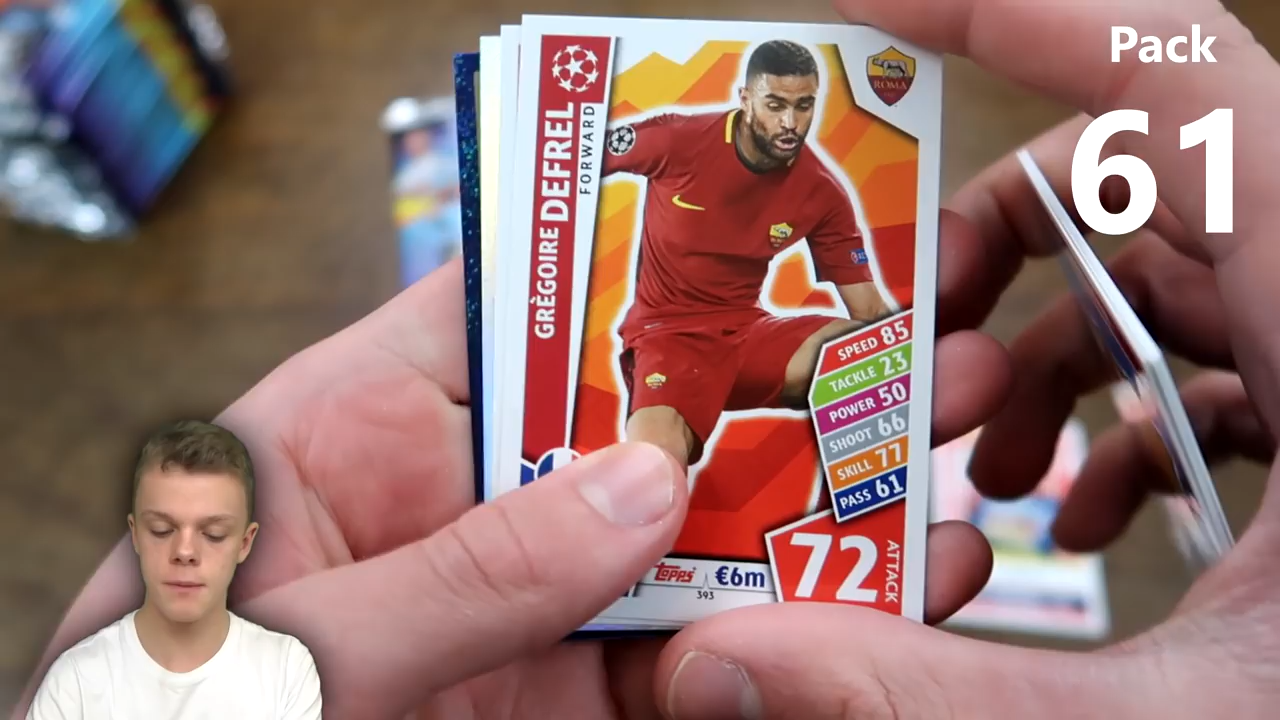 Pack
61
ROMA
GRÈGOIRE DEFREL
FORWARD
SPEED 85
TACKLE 23
POWER 50
SHOOT 66
SKILL 77
PASS 61
72 ATTACK
Topps €6m
393